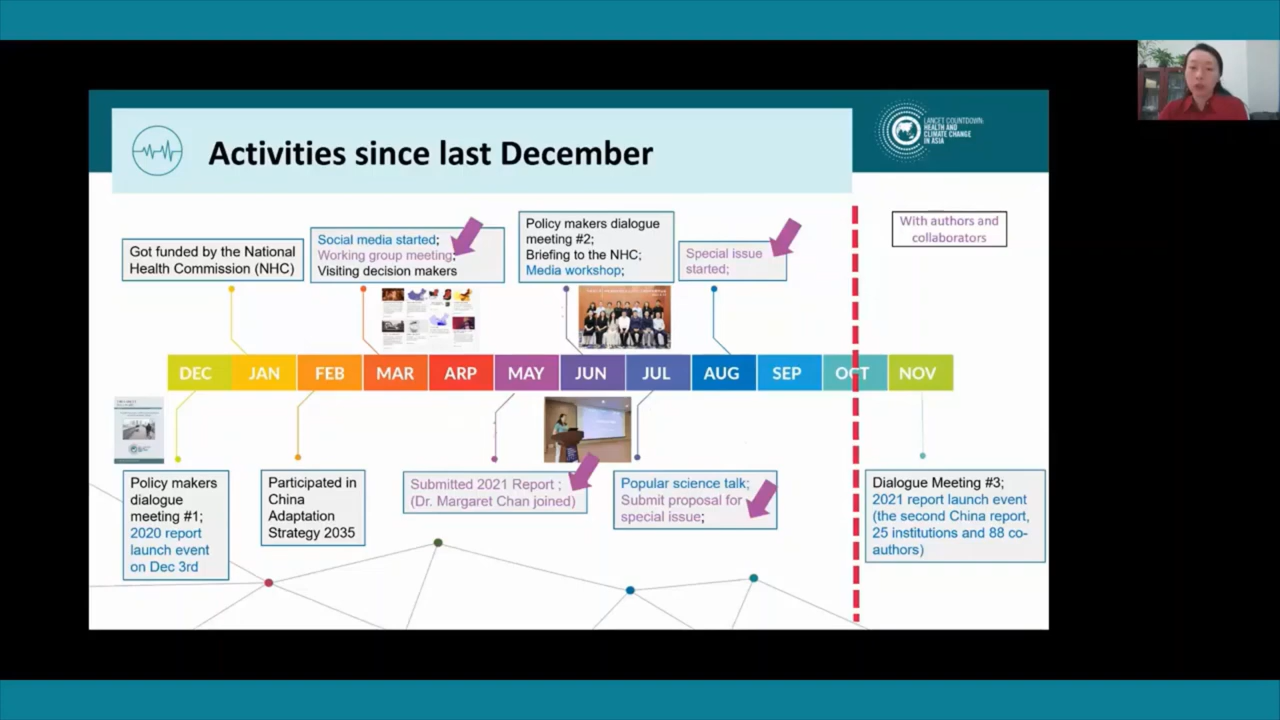 Activities since last December
LANCET COUNTDOWN:
HEALTH AND
CLIMATE CHANGE
IN ASIA
Got funded by the National
Health Commission (NHC)
Social media started;
Working group meeting;
Visiting decision makers
Policy makers dialogue
meeting #2;
Briefing to the NHC;
Media workshop;
Special issue
started;
With authors and
collaborators
DEC JAN FEB MAR ARP MAY JUN JUL AUG SEP OCT NOV
Policy makers
dialogue
meeting #1;
2020 report
launch event
on Dec 3rd
Participated in
China
Adaptation
Strategy 2035
Submitted 2021 Report ;
(Dr. Margaret Chan joined)
Popular science talk;
Submit proposal for
special issue;
Dialogue Meeting #3;
2021 report launch event
(the second China report,
25 institutions and 88 co-
authors)